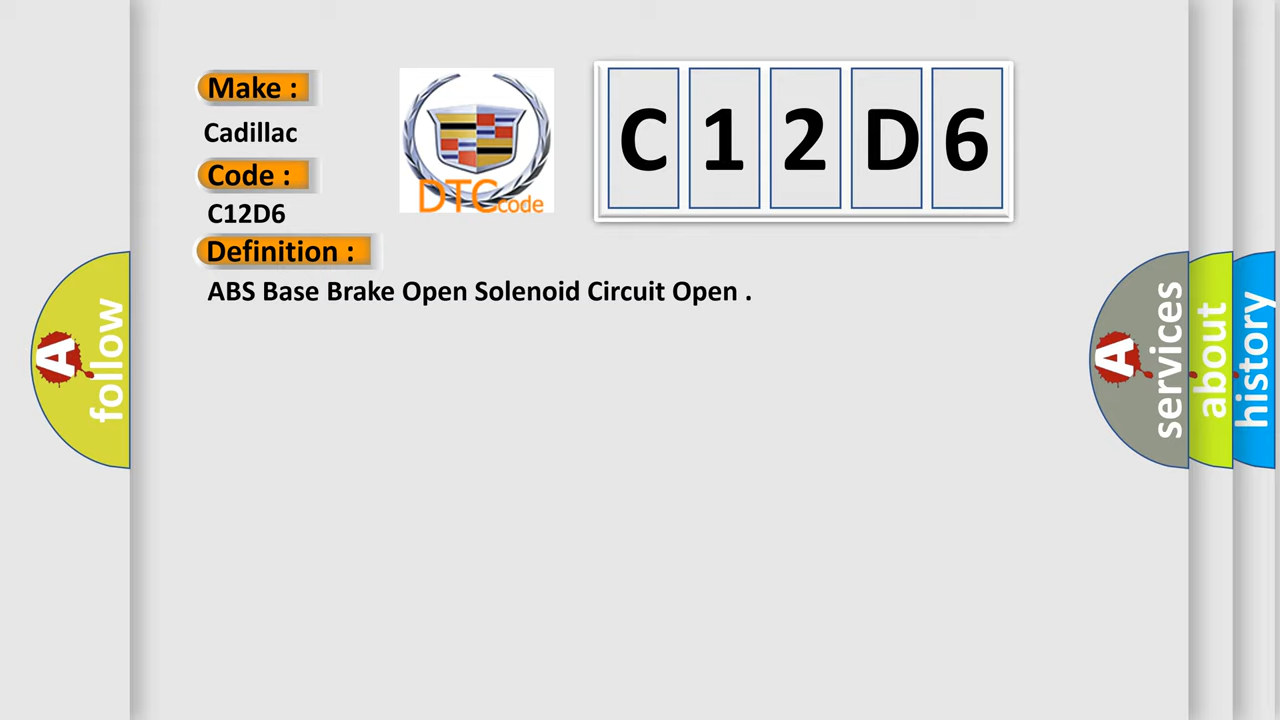 Make :
Cadillac
Code :
C12D6
Definition :
ABS Base Brake Open Solenoid Circuit Open .
DTC code
C 1 2 D 6
A follow
A services
about
history